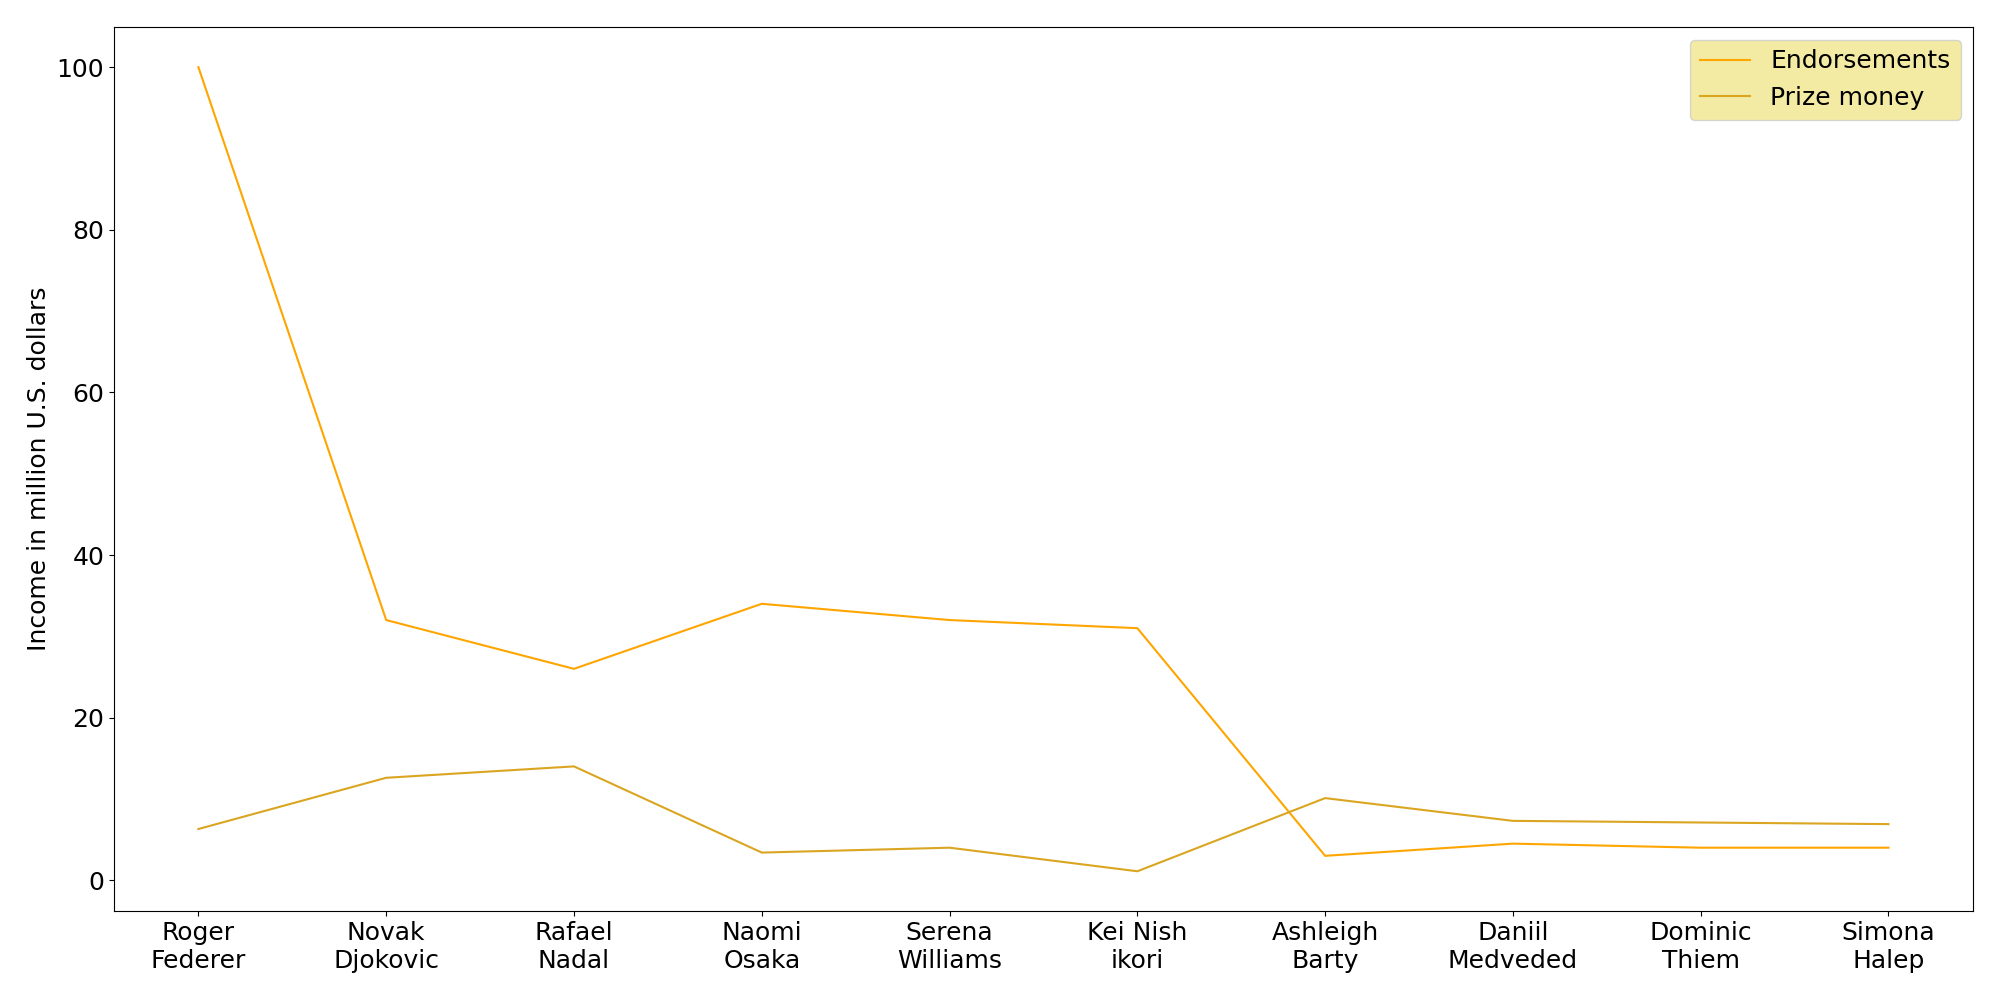 Endorsements
Prize money
Income in million U.S. dollars
100
80
60
40
20
0
Roger Federer
Novak Djokovic
Rafael Nadal
Naomi Osaka
Serena Williams
Kei Nish
ikori
Ashleigh Barty
Daniil Medveded
Dominic Thiem
Simona Halep